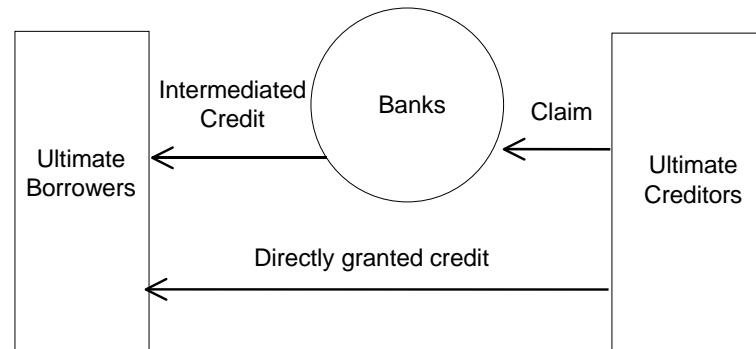 Intermediated
Credit
Banks
Claim
Ultimate
Borrowers
Ultimate
Creditors
Directly granted credit